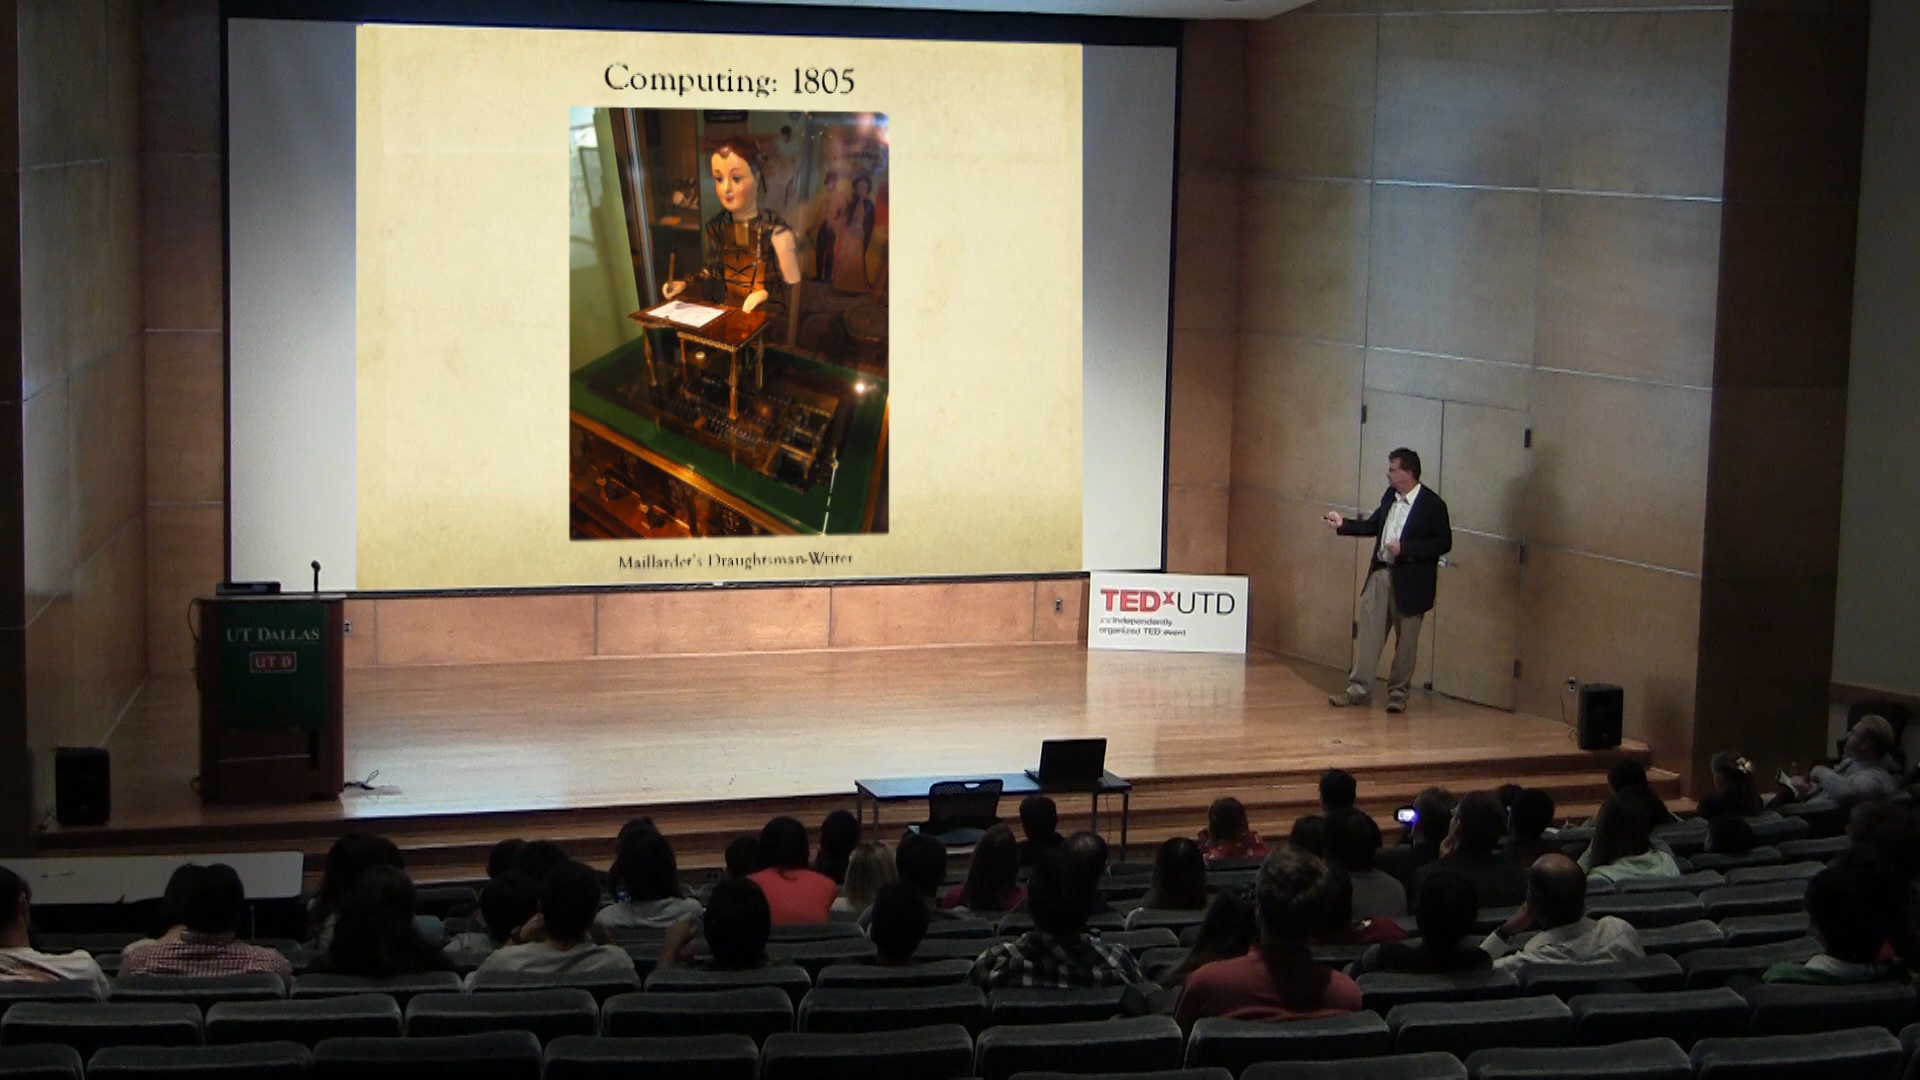 Computing: 1805
Maillardet's Draughtsman-Writer
UT DALLAS
UT D
TEDxUTD
x = independently
organized TED event